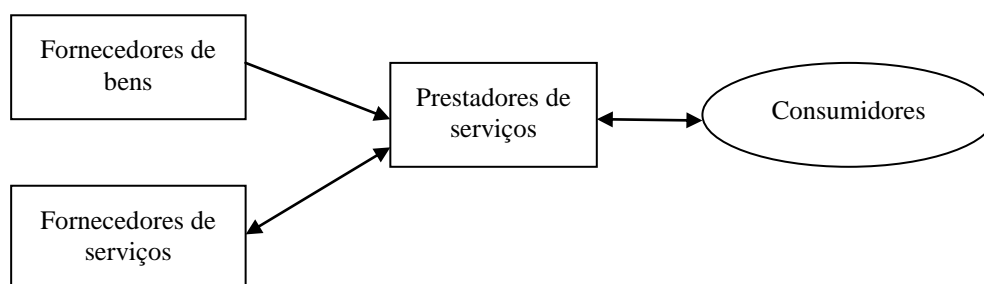 Fornecedores de
bens
Prestadores de
serviços
Consumidores
Fornecedores de
serviços